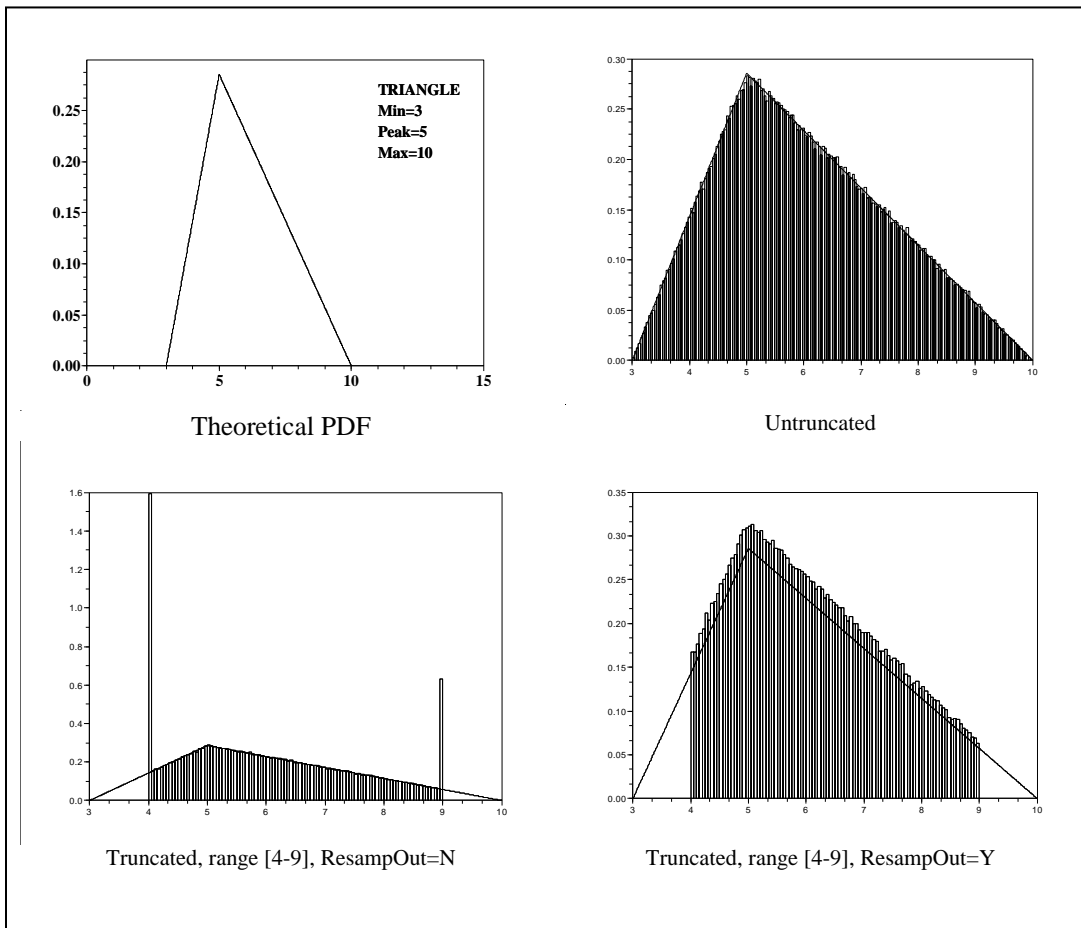 0.25
0.20
0.15
0.10
0.05
0.00
0 5 10 15
TRIANGLE
Min=3
Peak=5
Max=10
Theoretical PDF
0.30
0.25
0.20
0.15
0.10
0.05
0.00
3 4 5 6 7 8 9 10
Untruncated
1.6
1.4
1.2
1.0
0.8
0.6
0.4
0.2
0.0
3 4 5 6 7 8 9 10
Truncated, range [4-9], ResampOut=N
0.35
0.30
0.25
0.20
0.15
0.10
0.05
0.00
3 4 5 6 7 8 9 10
Truncated, range [4-9], ResampOut=Y